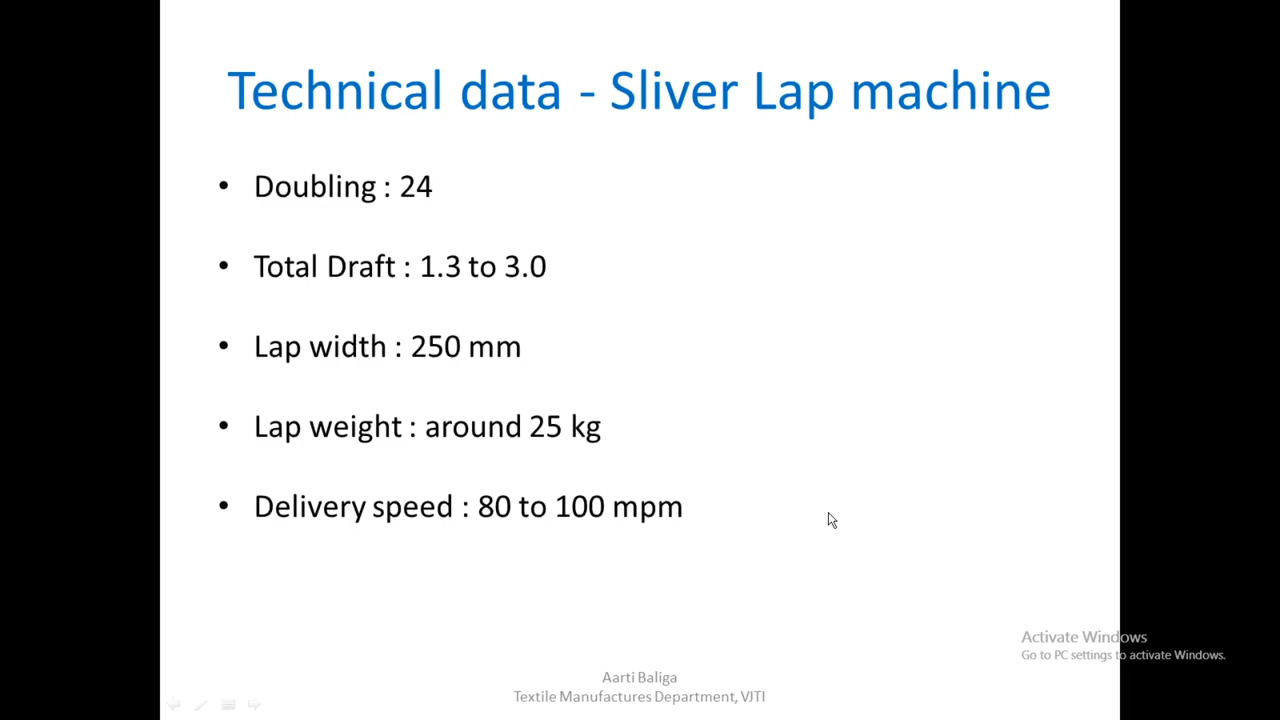 Technical data - Sliver Lap machine
• Doubling : 24
• Total Draft : 1.3 to 3.0
• Lap width : 250 mm
• Lap weight : around 25 kg
• Delivery speed : 80 to 100 mpm
Activate Windows
Go to PC settings to activate Windows.
Aarti Baliga
Textile Manufactures Department, VJTI